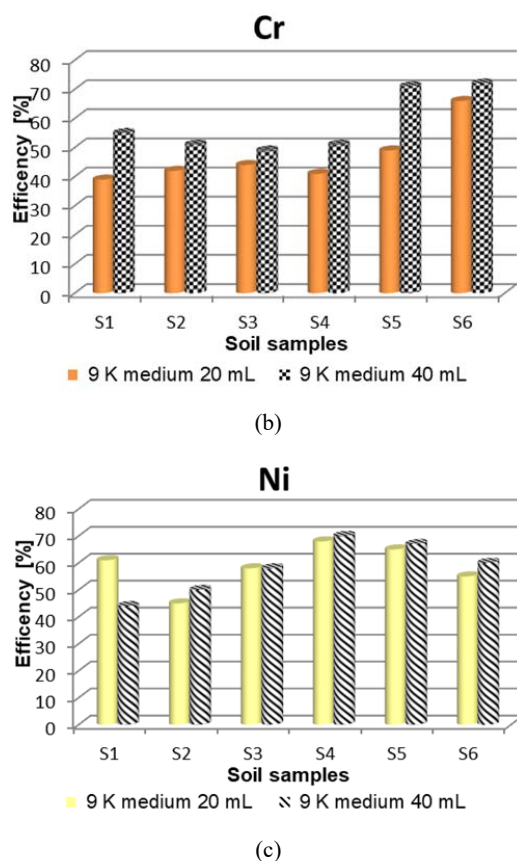 Cr
Efficency [%]
80
70
60
50
40
30
20
10
0
S1 S2 S3 S4 S5 S6
Soil samples
9 K medium 20 mL 9 K medium 40 mL
(b)
Ni
Efficency [%]
80
70
60
50
40
30
20
10
0
S1 S2 S3 S4 S5 S6
Soil samples
9 K medium 20 mL 9 K medium 40 mL
(c)